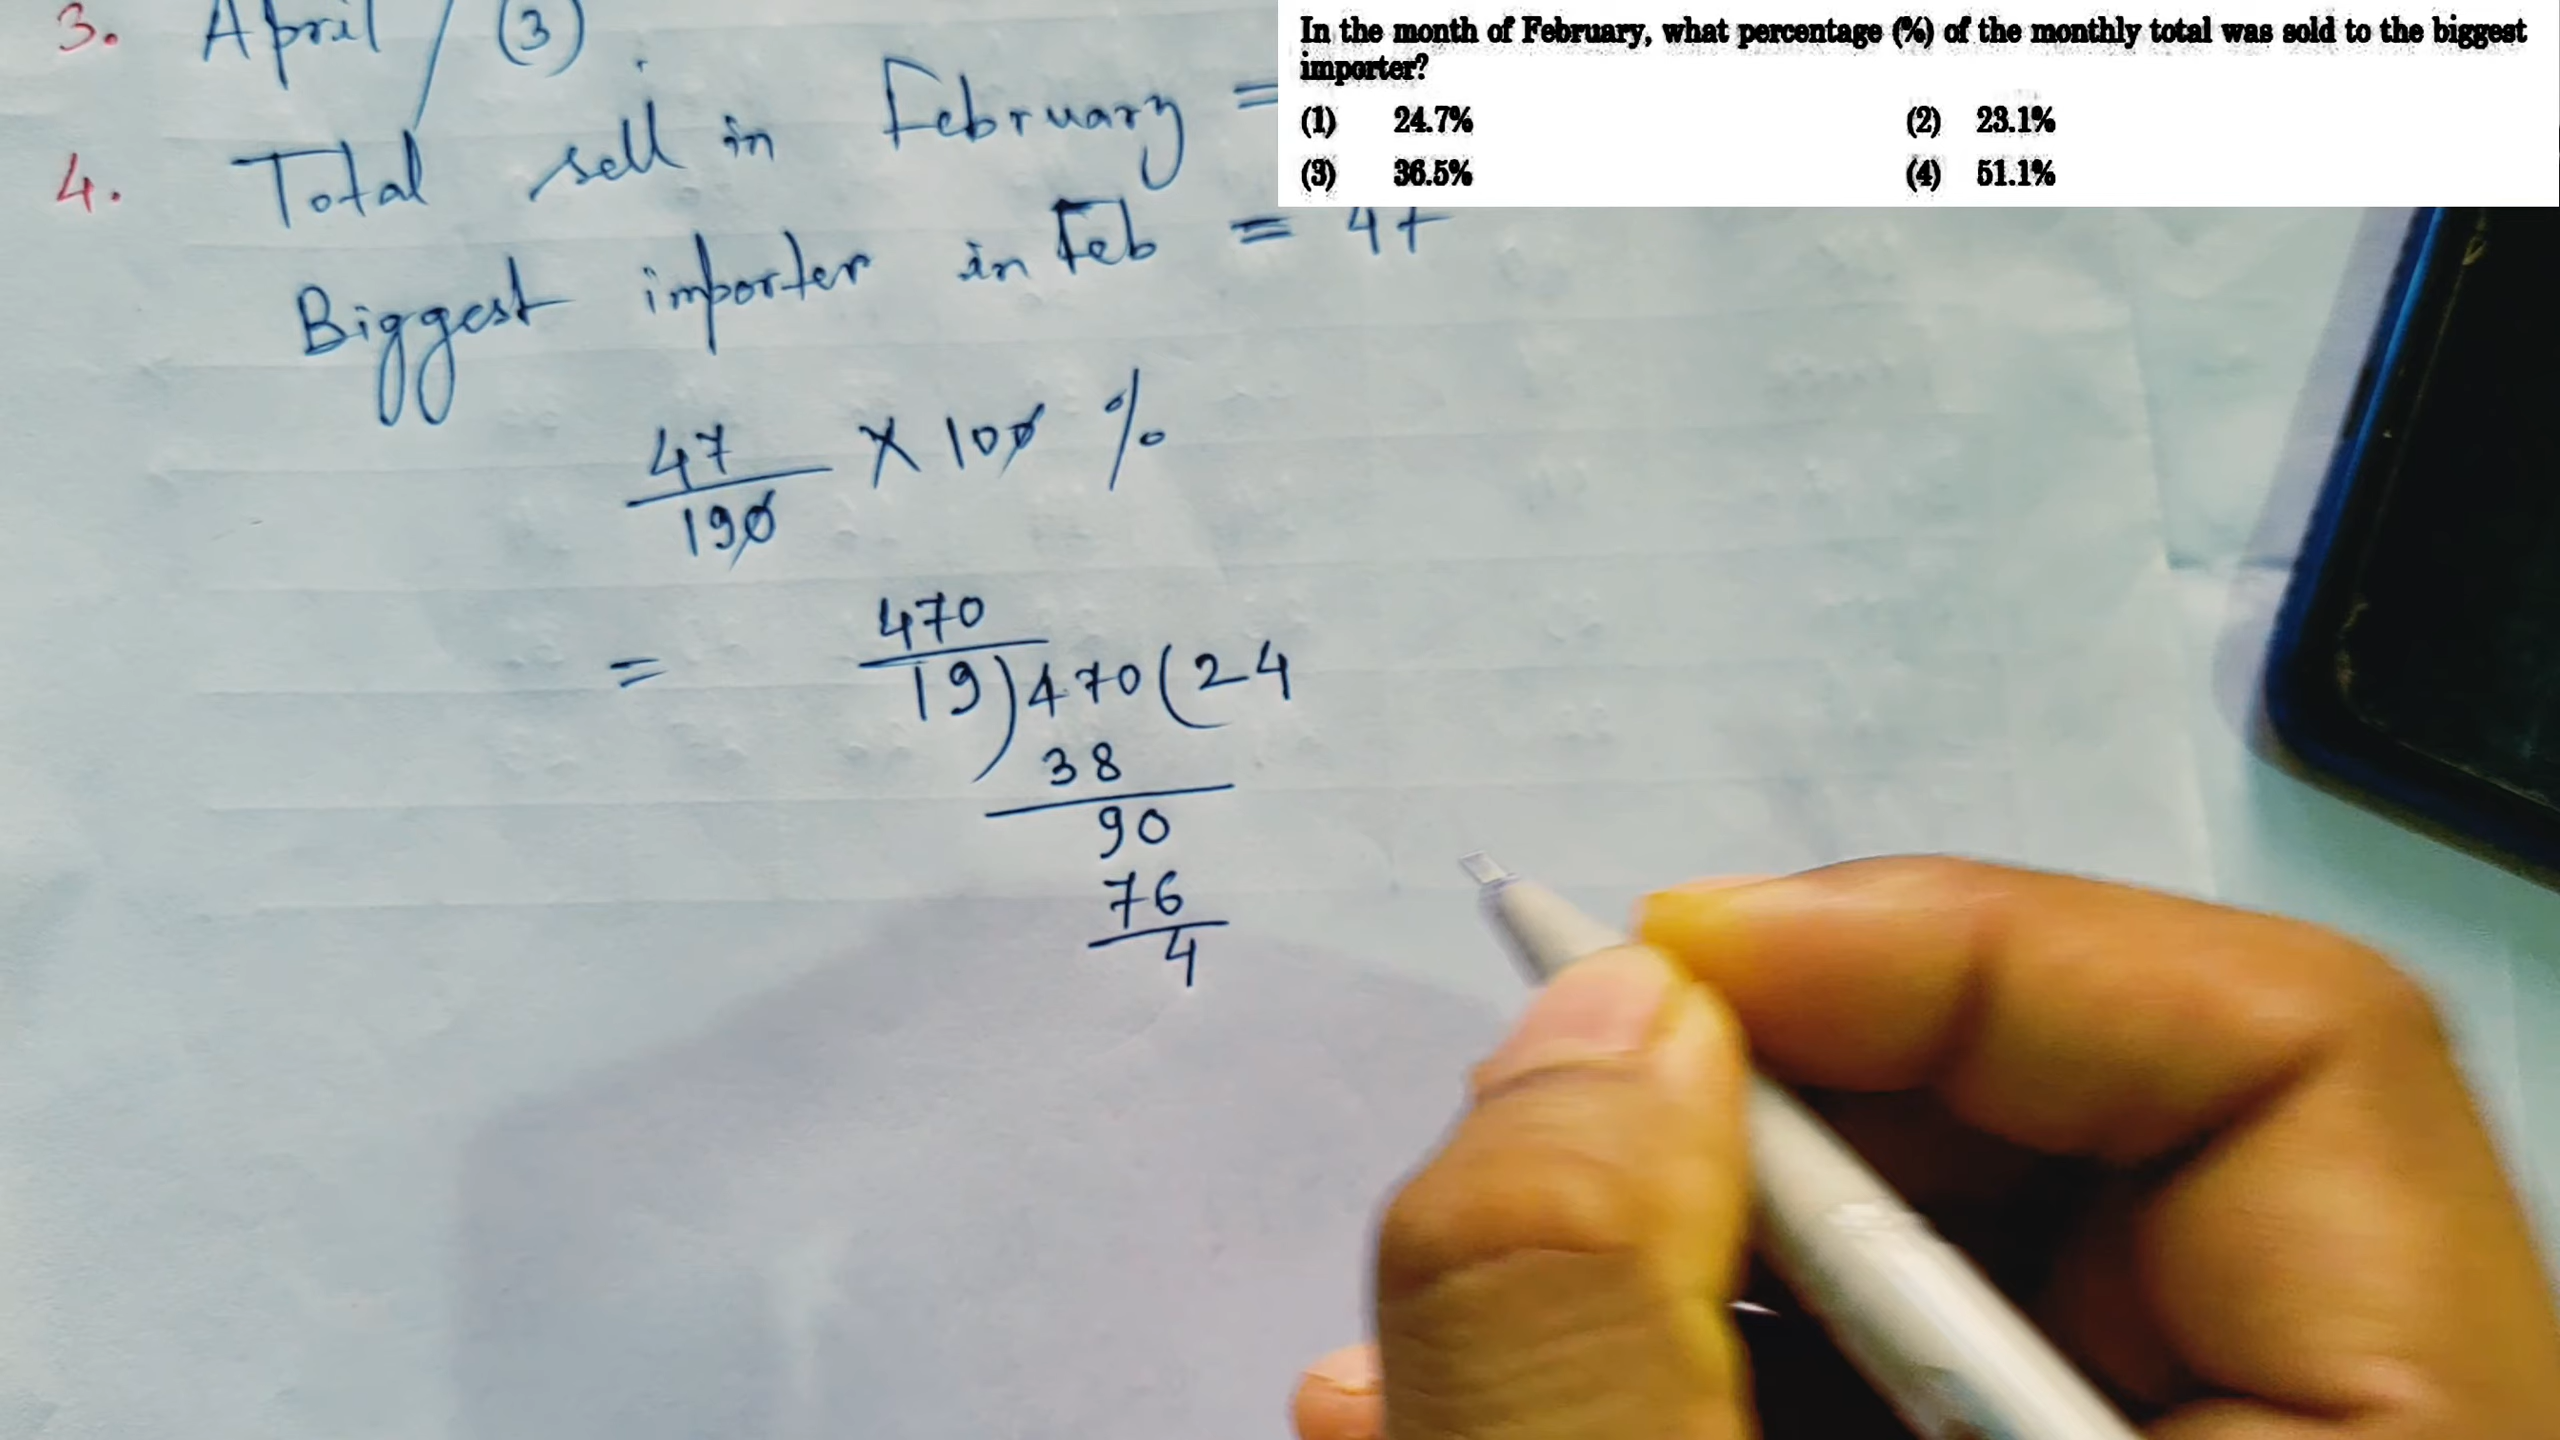 3. April / (3)
In the month of February, what percentage (%) of the monthly total was sold to the biggest
importer?
(1) 24.7% (2) 23.1%
(3) 36.5% (4) 51.1%
4. Total sell in February =
Biggest importer in Feb = 47
47
190
× 100 %
=
470
19)470(24
38
90
76
4